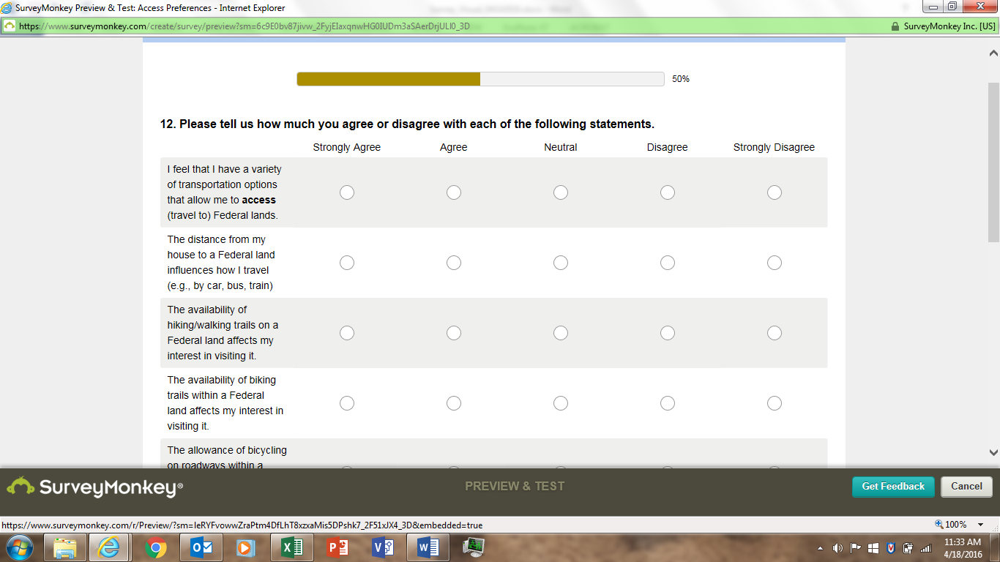 SurveyMonkey Preview & Test: Access Preferences - Internet Explorer
https://www.surveymonkey.com/create/survey/preview?sm=6c9E0bv87jivw_2FyjEIaxqnwHG0IUDm3aSAerDrjULI0_3D
SurveyMonkey Inc. [US]
50%
12. Please tell us how much you agree or disagree with each of the following statements.
Strongly Agree Agree Neutral Disagree Strongly Disagree
I feel that I have a variety
of transportation options
that allow me to access
(travel to) Federal lands.
The distance from my
house to a Federal land
influences how I travel
(e.g., by car, bus, train)
The availability of
hiking/walking trails on a
Federal land affects my
interest in visiting it.
The availability of biking
trails within a Federal
land affects my interest in
visiting it.
The allowance of bicycling
on roadways within a
SurveyMonkey®
PREVIEW & TEST
Get Feedback
Cancel
https://www.surveymonkey.com/r/Preview/?sm=IeRYFvowwZraPtm4DfLhT8xzxaMis5DPshk7_2F51xJX4_3D&embedded=true
100%
11:33 AM
4/18/2016